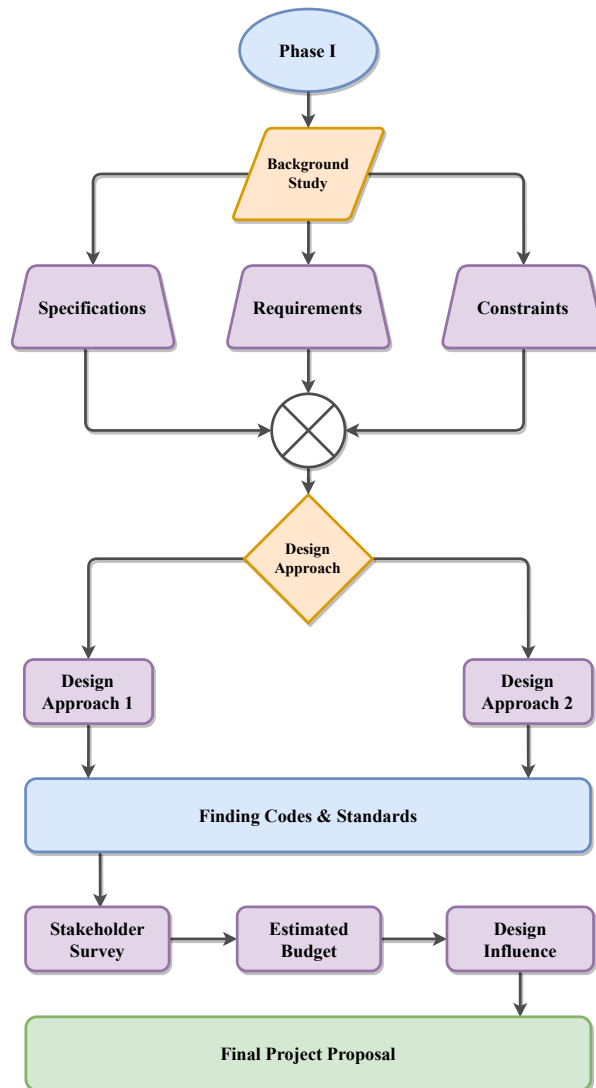 Phase I
Background
Study
Specifications
Requirements
Constraints
Design
Approach
Design
Approach 1
Design
Approach 2
Finding Codes & Standards
Stakeholder
Survey
Estimated
Budget
Design
Influence
Final Project Proposal